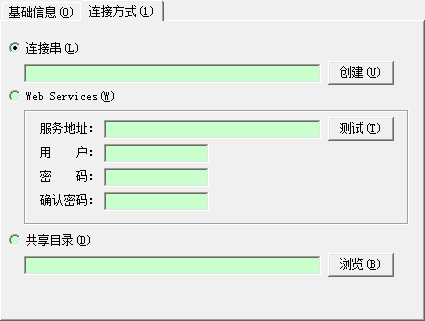 基础信息(0) 连接方式(1)
连接串(L)
创建(U)
Web Services(W)
服务地址: 测试(T)
用 户:
密 码:
确认密码:
共享目录(D)
浏览(B)